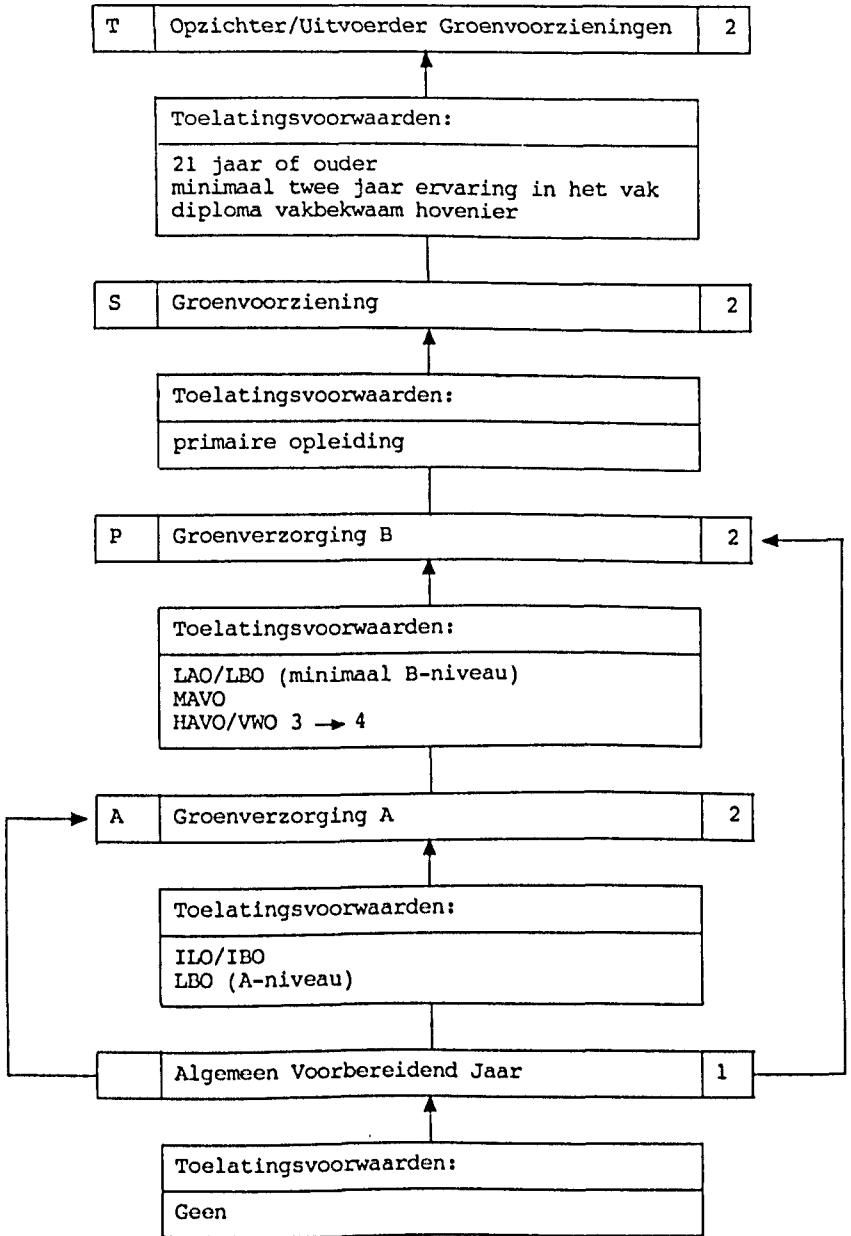 T Opzichter/Uitvoerder Groenvoorzieningen 2
Toelatingsvoorwaarden:
21 jaar of ouder
minimaal twee jaar ervaring in het vak
diploma vakbekwaam hovenier
S Groenvoorziening 2
Toelatingsvoorwaarden:
primaire opleiding
P Groenverzorging B 2
Toelatingsvoorwaarden:
LAO/LBO (minimaal B-niveau)
MAVO
HAVO/VWO 3 → 4
A Groenverzorging A 2
Toelatingsvoorwaarden:
ILO/IBO
LBO (A-niveau)
Algemeen Voorbereidend Jaar 1
Toelatingsvoorwaarden:
Geen